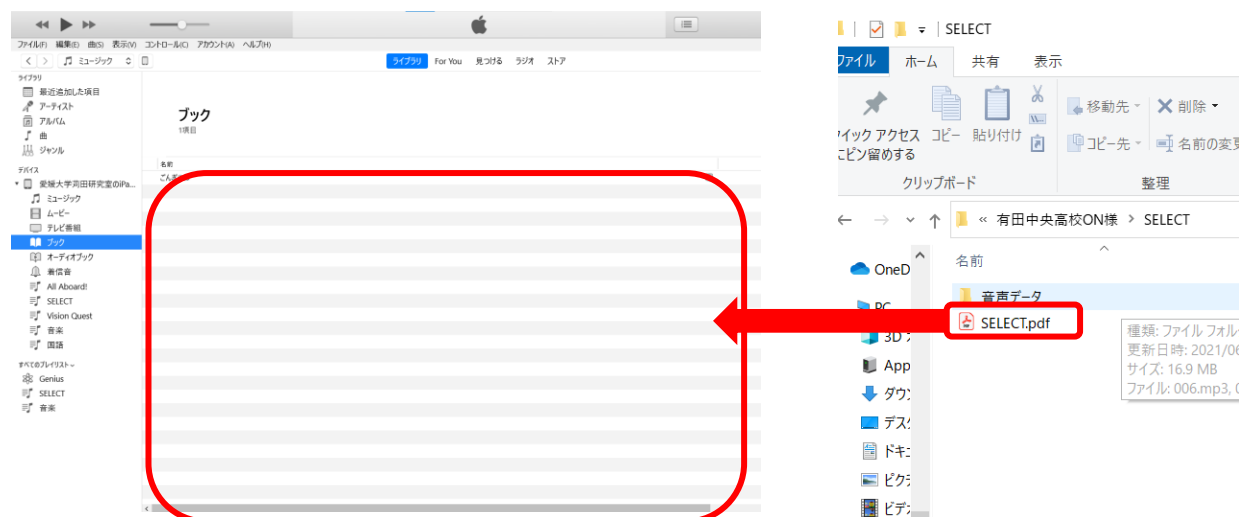 ファイル(F) 編集(E) 曲(S) 表示(V) コントロール(C) アカウント(A) ヘルプ(H)
ミュージック
ライブラリ For You 見つける ラジオ ストア
ライブラリ
最近追加した項目
アーティスト
アルバム
曲
ジャンル
デバイス
愛媛大学苅田研究室のiPa...
ミュージック
ムービー
テレビ番組
ブック
オーディオブック
着信音
All Aboard!
SELECT
Vision Quest
音楽
国語
すべてのプレイリスト
Genius
SELECT
音楽
ブック
1項目
名前
SELECT
ファイル ホーム 共有 表示
クイック アクセス
にピン留めする
コピー
貼り付け
移動先
削除
コピー先
名前の変更
クリップボード
整理
« 有田中央高校ON様 > SELECT
名前
OneD
PC
3D
App
ダウン
デスク
ドキュ
ピクチ
ビデオ
音声データ
SELECT.pdf
種類: ファイル フォル
更新日時: 2021/06
サイズ: 16.9 MB
ファイル: 006.mp3,